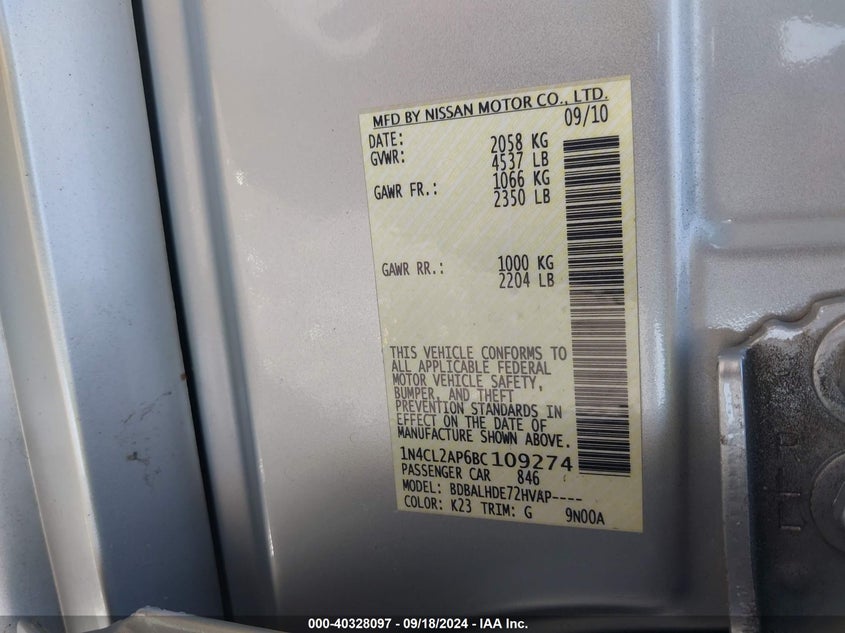 MFD BY NISSAN MOTOR CO., LTD.
DATE: 09/10
GVWR: 2058 KG
4537 LB
GAWR FR.: 1066 KG
2350 LB
GAWR RR.: 1000 KG
2204 LB
THIS VEHICLE CONFORMS TO
ALL APPLICABLE FEDERAL
MOTOR VEHICLE SAFETY,
BUMPER, AND THEFT
PREVENTION STANDARDS IN
EFFECT ON THE DATE OF
MANUFACTURE SHOWN ABOVE.
1N4CL2AP6BC109274
PASSENGER CAR 846
MODEL: BDBALHDE72HVAP----
COLOR: K23 TRIM: G 9N00A
000-40328097 - 09/18/2024 - IAA Inc.